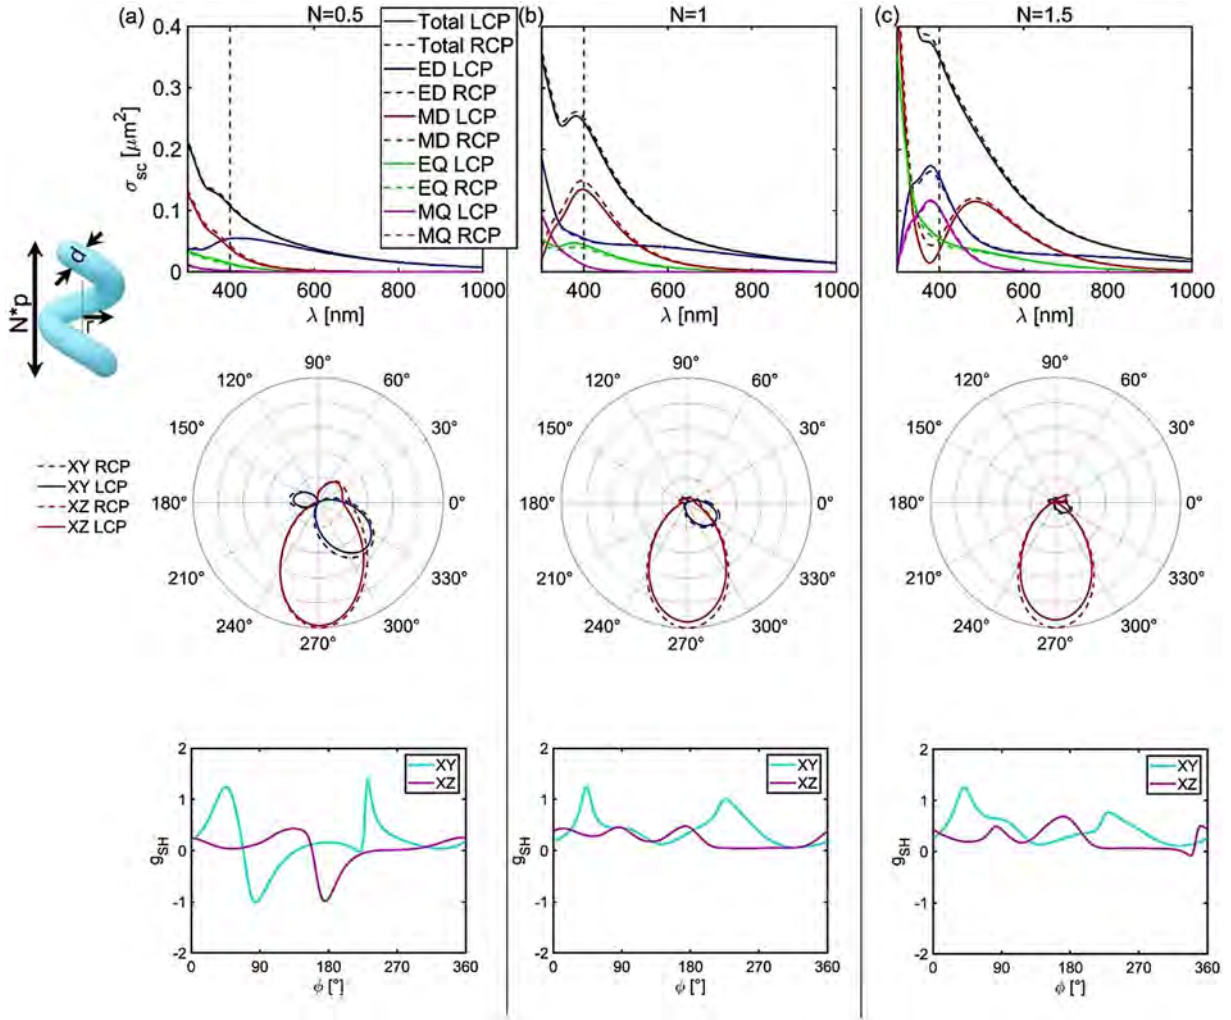 (a) N=0.5
(b) N=1
(c) N=1.5
σsc [μm²]
0.4
0.3
0.2
0.1
0
Total LCP
Total RCP
ED LCP
ED RCP
MD LCP
MD RCP
EQ LCP
EQ RCP
MQ LCP
MQ RCP
400 600 800 1000
400 600 800 1000
400 600 800 1000
λ [nm]
λ [nm]
λ [nm]
N*p
d
r
XY RCP
XY LCP
XZ RCP
XZ LCP
90°
120° 60°
150° 30°
180° 0°
210° 330°
240° 300°
270°
90°
120° 60°
150° 30°
180° 0°
210° 330°
240° 300°
270°
90°
120° 60°
150° 30°
180° 0°
210° 330°
240° 300°
270°
gSH
2
1
0
-1
-2
XY
XZ
0 90 180 270 360
ϕ [°]
gSH
2
1
0
-1
-2
XY
XZ
0 90 180 270 360
ϕ [°]
gSH
2
1
0
-1
-2
XY
XZ
0 90 180 270 360
ϕ [°]